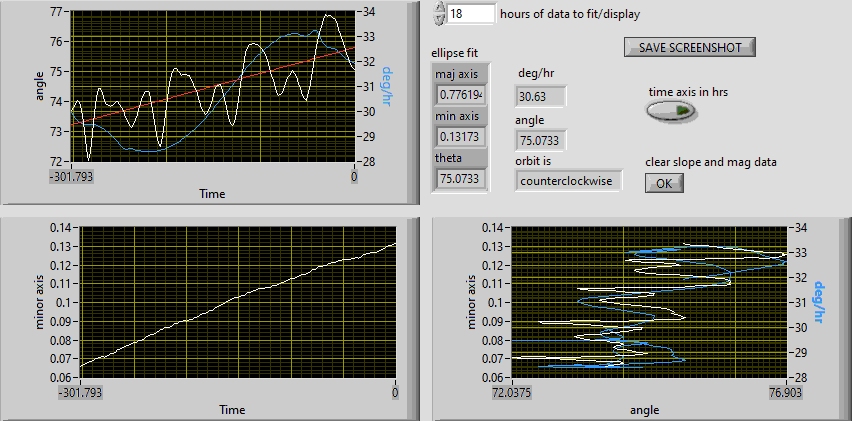 18 hours of data to fit/display
SAVE SCREENSHOT
77
76
75
74
73
72
angle
34
33
32
31
30
29
28
deg/hr
-301.793
0
Time
ellipse fit
maj axis
0.776194
min axis
0.13173
theta
75.0733
deg/hr
30.63
angle
75.0733
orbit is
counterclockwise
time axis in hrs
clear slope and mag data
OK
0.14
0.13
0.12
0.11
0.1
0.09
0.08
0.07
0.06
minor axis
-301.793
0
Time
0.14
0.13
0.12
0.11
0.1
0.09
0.08
0.07
0.06
minor axis
34
33
32
31
30
29
28
deg/hr
72.0375
76.903
angle